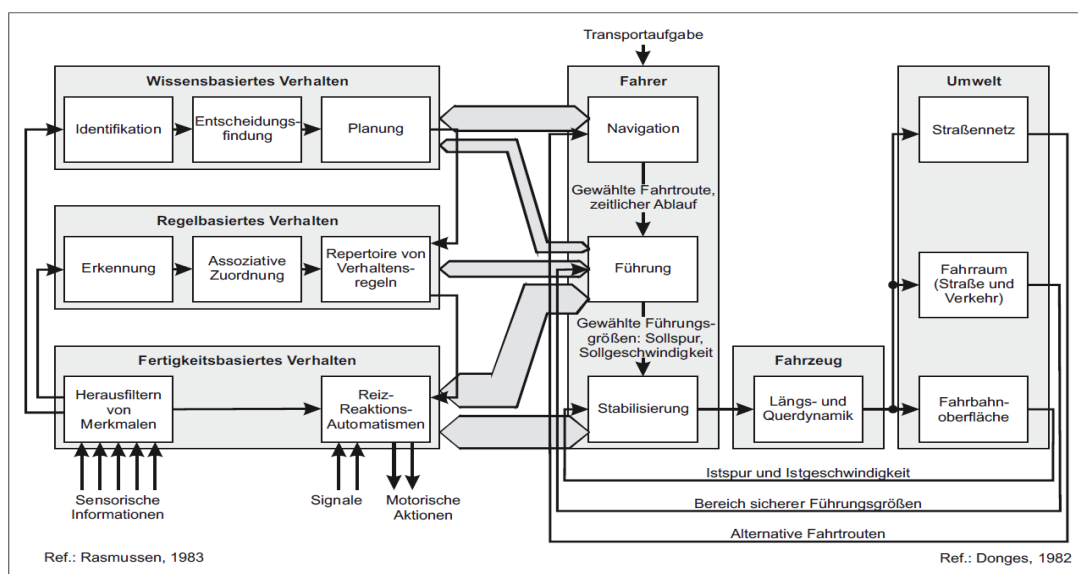 Transportaufgabe
Wissensbasiertes Verhalten
Identifikation
Entscheidungs-
findung
Planung
Regelbasiertes Verhalten
Erkennung
Assoziative
Zuordnung
Repertoire von
Verhaltens-
regeln
Fertigkeitsbasiertes Verhalten
Herausfiltern
von
Merkmalen
Reiz-
Reaktions-
Automatismen
Sensorische
Informationen
Signale
Motorische
Aktionen
Fahrer
Navigation
Gewählte Fahrtroute,
zeitlicher Ablauf
Führung
Gewählte Führungs-
größen: Sollspur,
Sollgeschwindigkeit
Stabilisierung
Fahrzeug
Längs- und
Querdynamik
Umwelt
Straßennetz
Fahrraum
(Straße und
Verkehr)
Fahrbahn-
oberfläche
Istspur und Istgeschwindigkeit
Bereich sicherer Führungsgrößen
Alternative Fahrtrouten
Ref.: Rasmussen, 1983
Ref.: Donges, 1982